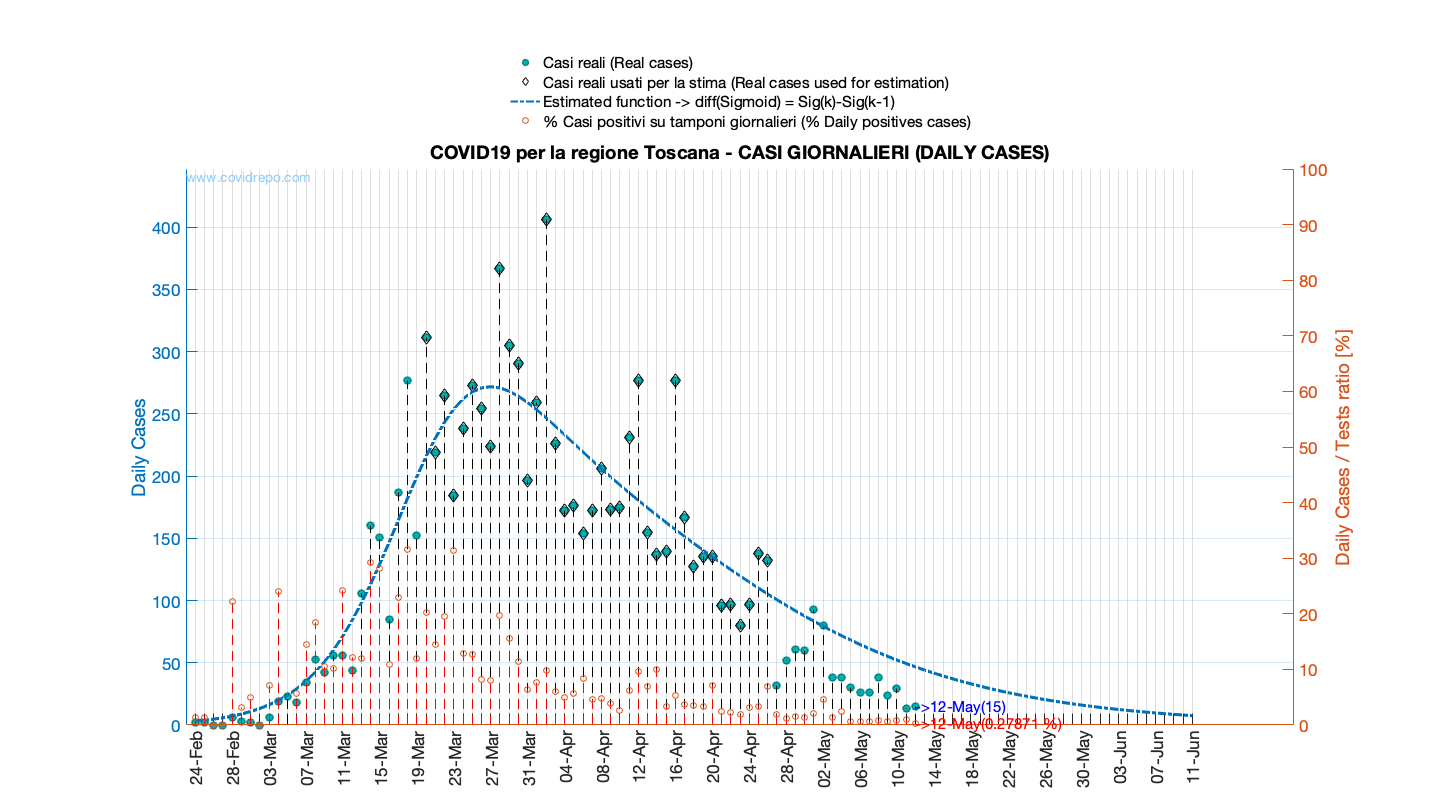 Casi reali (Real cases)
Casi reali usati per la stima (Real cases used for estimation)
Estimated function -> diff(Sigmoid) = Sig(k)-Sig(k-1)
% Casi positivi su tamponi giornalieri (% Daily positives cases)
COVID19 per la regione Toscana - CASI GIORNALIERI (DAILY CASES)
www.covidrepo.com
Daily Cases
400
350
300
250
200
150
100
50
0
100
90
80
70
60
50
40
30
20
10
0
Daily Cases / Tests ratio [%]
->12-May(15)
->12-May(0.27871 %)
24-Feb
28-Feb
03-Mar
07-Mar
11-Mar
15-Mar
19-Mar
23-Mar
27-Mar
31-Mar
04-Apr
08-Apr
12-Apr
16-Apr
20-Apr
24-Apr
28-Apr
02-May
06-May
10-May
14-May
18-May
22-May
26-May
30-May
03-Jun
07-Jun
11-Jun